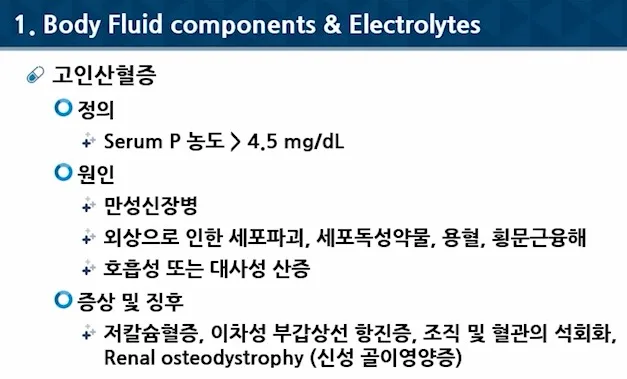 1. Body Fluid components & Electrolytes
고인산혈증
정의
Serum P 농도 > 4.5 mg/dL
원인
만성신장병
외상으로 인한 세포파괴, 세포독성약물, 용혈, 횡문근융해
호흡성 또는 대사성 산증
증상 및 징후
저칼슘혈증, 이차성 부갑상선 항진증, 조직 및 혈관의 석회화,
Renal osteodystrophy (신성 골이영양증)